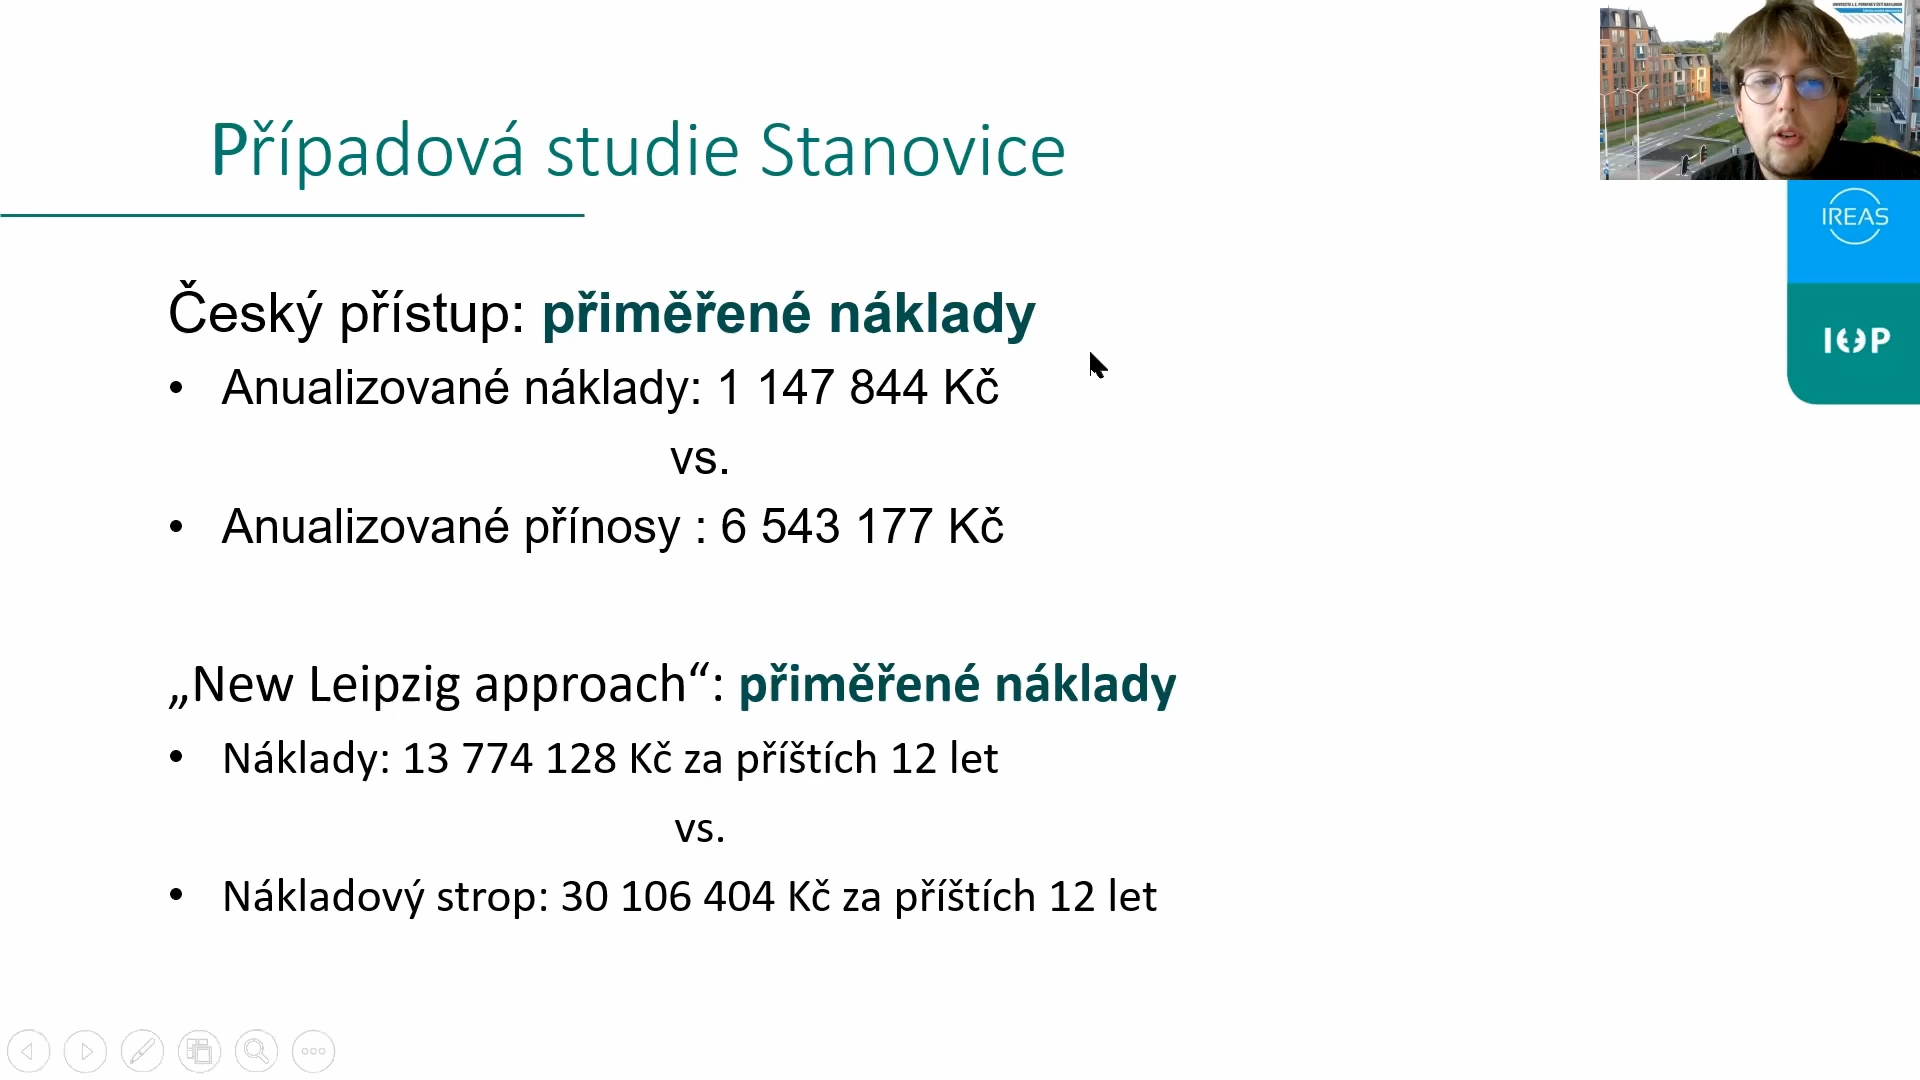 Případová studie Stanovice
IREAS
Český přístup: přiměřené náklady
• Anualizované náklady: 1 147 844 Kč
vs.
• Anualizované přínosy : 6 543 177 Kč
„New Leipzig approach“: přiměřené náklady
• Náklady: 13 774 128 Kč za příštích 12 let
vs.
• Nákladový strop: 30 106 404 Kč za příštích 12 let